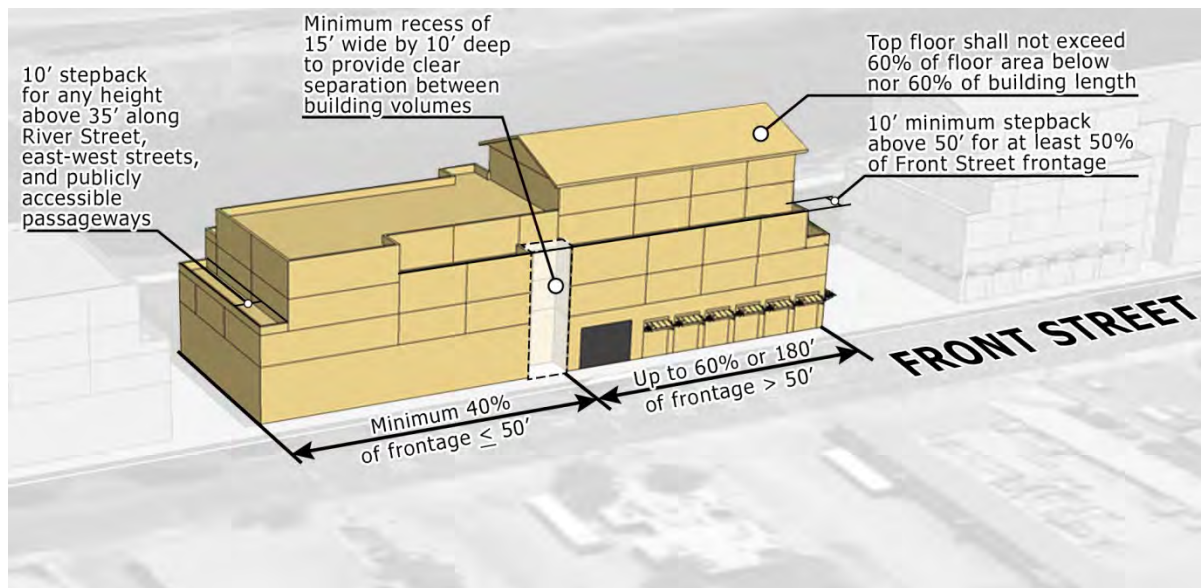 Minimum recess of
15’ wide by 10’ deep
to provide clear
separation between
building volumes
Top floor shall not exceed
60% of floor area below
nor 60% of building length
10’ stepback
for any height
above 35’ along
River Street,
east-west streets,
and publicly
accessible
passageways
10’ minimum stepback
above 50’ for at least 50%
of Front Street frontage
FRONT STREET
Up to 60% or 180’
of frontage > 50’
Minimum 40%
of frontage ≤ 50’